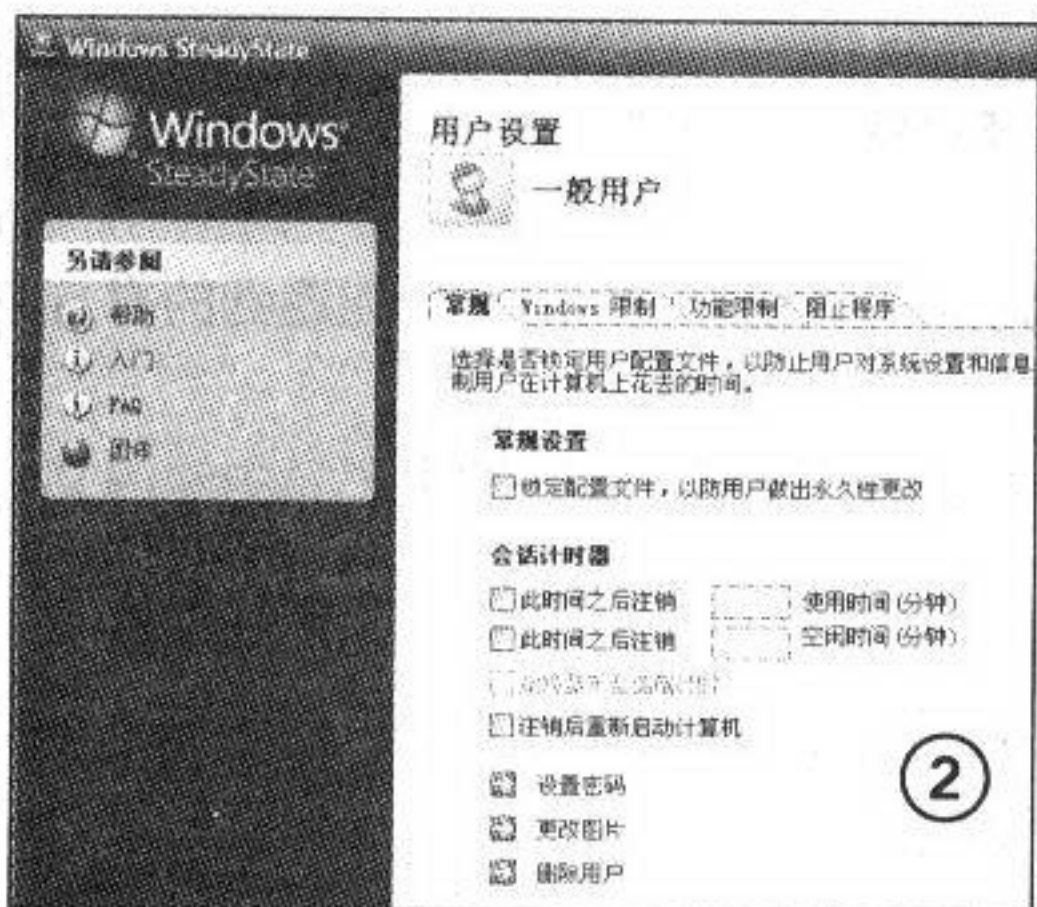 Windows SteadyState
Windows
SteadyState
另请参阅
帮助
入门
FAQ
团体
用户设置
一般用户
常规 Windows 限制 功能限制 阻止程序
选择是否锁定用户配置文件，以防止用户对系统设置和信息
制用户在计算机上花去的时间。
常规设置
锁定配置文件，以防用户做出永久性更改
会话计时器
此时间之后注销 使用时间(分钟)
此时间之后注销 空闲时间(分钟)
注销后重新启动计算机
设置密码
更改图片
删除用户
2